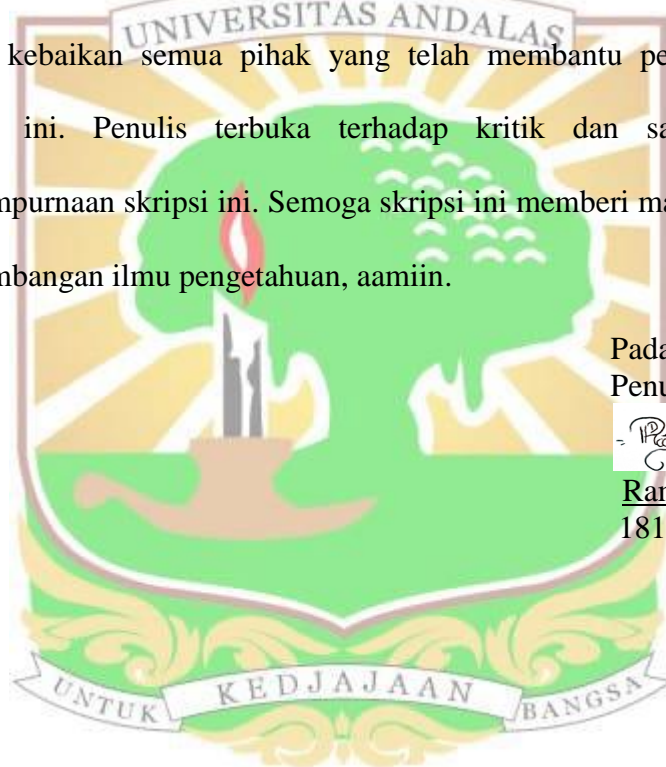 UNIVERSITAS ANDALAS
kebaikan semua pihak yang telah membantu pe
ini. Penulis terbuka terhadap kritik dan sa
mpurnaan skripsi ini. Semoga skripsi ini memberi ma
mbangan ilmu pengetahuan, aamiin.
Pada
Penu
Ran
181
UNTUK KEDJAJAAN BANGSA